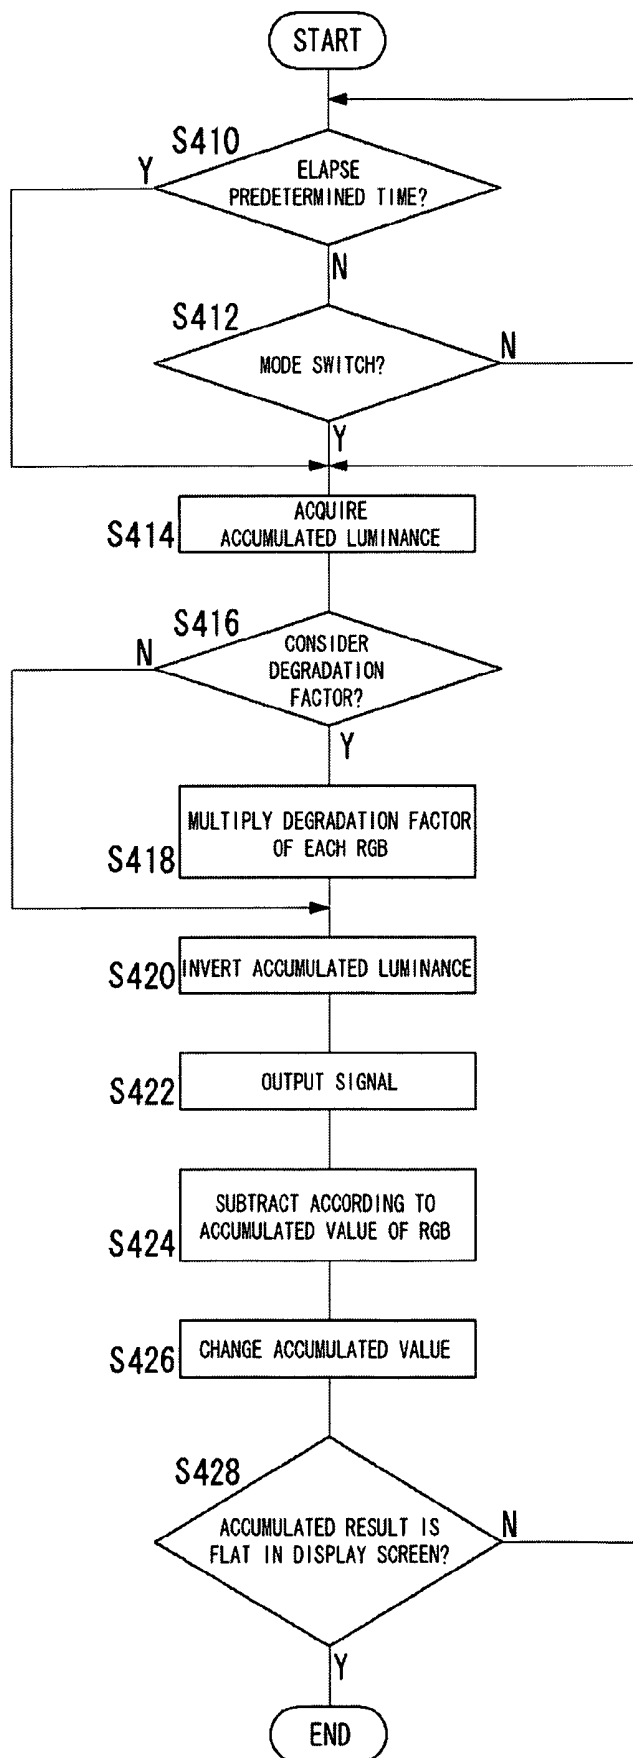 START
S410
Y
ELAPSE
PREDETERMINED TIME?
N
S412
MODE SWITCH?
N
Y
S414
ACQUIRE
ACCUMULATED LUMINANCE
S416
N
CONSIDER
DEGRADATION
FACTOR?
Y
S418
MULTIPLY DEGRADATION FACTOR
OF EACH RGB
S420
INVERT ACCUMULATED LUMINANCE
S422
OUTPUT SIGNAL
S424
SUBTRACT ACCORDING TO
ACCUMULATED VALUE OF RGB
S426
CHANGE ACCUMULATED VALUE
S428
ACCUMULATED RESULT IS
FLAT IN DISPLAY SCREEN?
N
Y
END